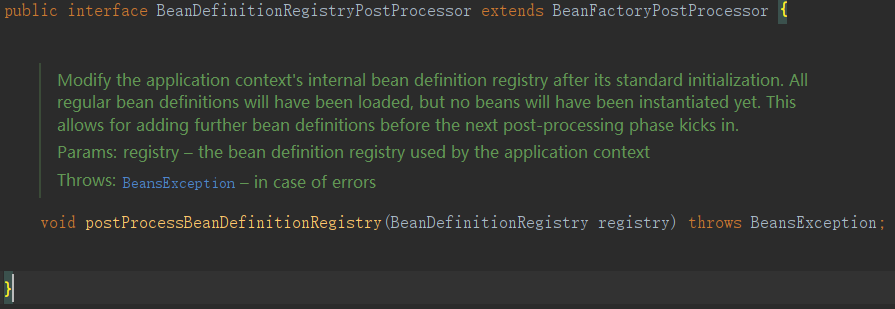 public interface BeanDefinitionRegistryPostProcessor extends BeanFactoryPostProcessor {
Modify the application context's internal bean definition registry after its standard initialization. All
regular bean definitions will have been loaded, but no beans will have been instantiated yet. This
allows for adding further bean definitions before the next post-processing phase kicks in.
Params: registry – the bean definition registry used by the application context
Throws: BeansException – in case of errors
void postProcessBeanDefinitionRegistry(BeanDefinitionRegistry registry) throws BeansException;
}